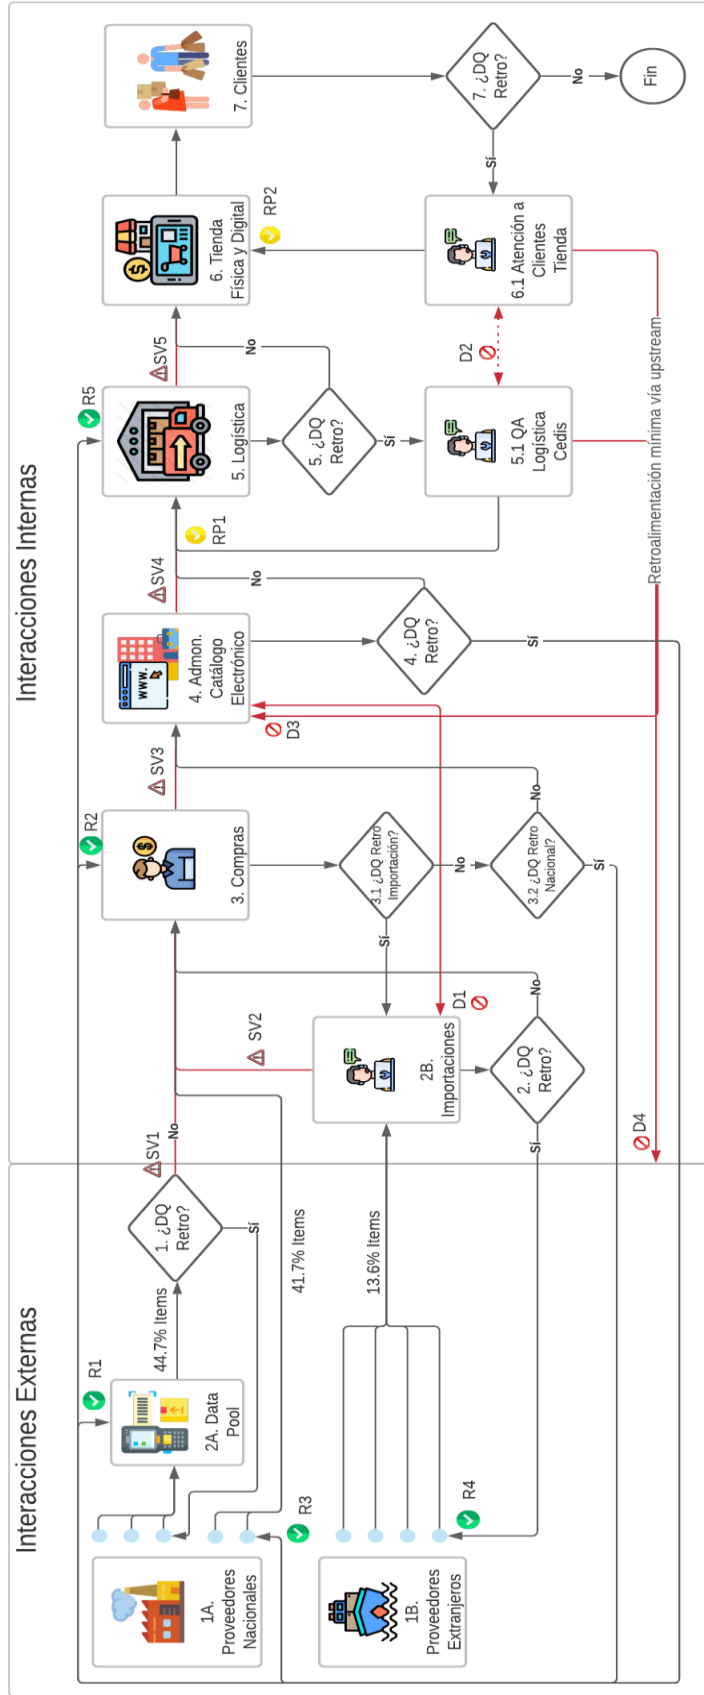 Interacciones Externas
Interacciones Internas
1A.
Proveedores
Nacionales
1B.
Proveedores
Extranjeros
R3
R4
R1
2A. Data
Pool
44.7% Items
41.7% Items
13.6% Items
1. ¿DQ
Retro?
Sí
No
SV1
SV2
2B.
Importaciones
D1
2. ¿DQ
Retro?
Sí
No
D4
R2
3. Compras
3.1 ¿DQ Retro
Importación?
Sí
No
3.2 ¿DQ Retro
Nacional?
Sí
No
SV3
WWW.
4. Admon.
Catálogo
Electrónico
D3
4. ¿DQ
Retro?
Sí
No
SV4
RP1
R5
5. Logística
5. ¿DQ
Retro?
Sí
No
5.1 QA
Logística
Cedis
D2
SV5
6. Tienda
Física y Digital
RP2
6.1 Atención a
Clientes
Tienda
Retroalimentación mínima vía upstream
7. Clientes
7. ¿DQ
Retro?
Sí
No
Fin